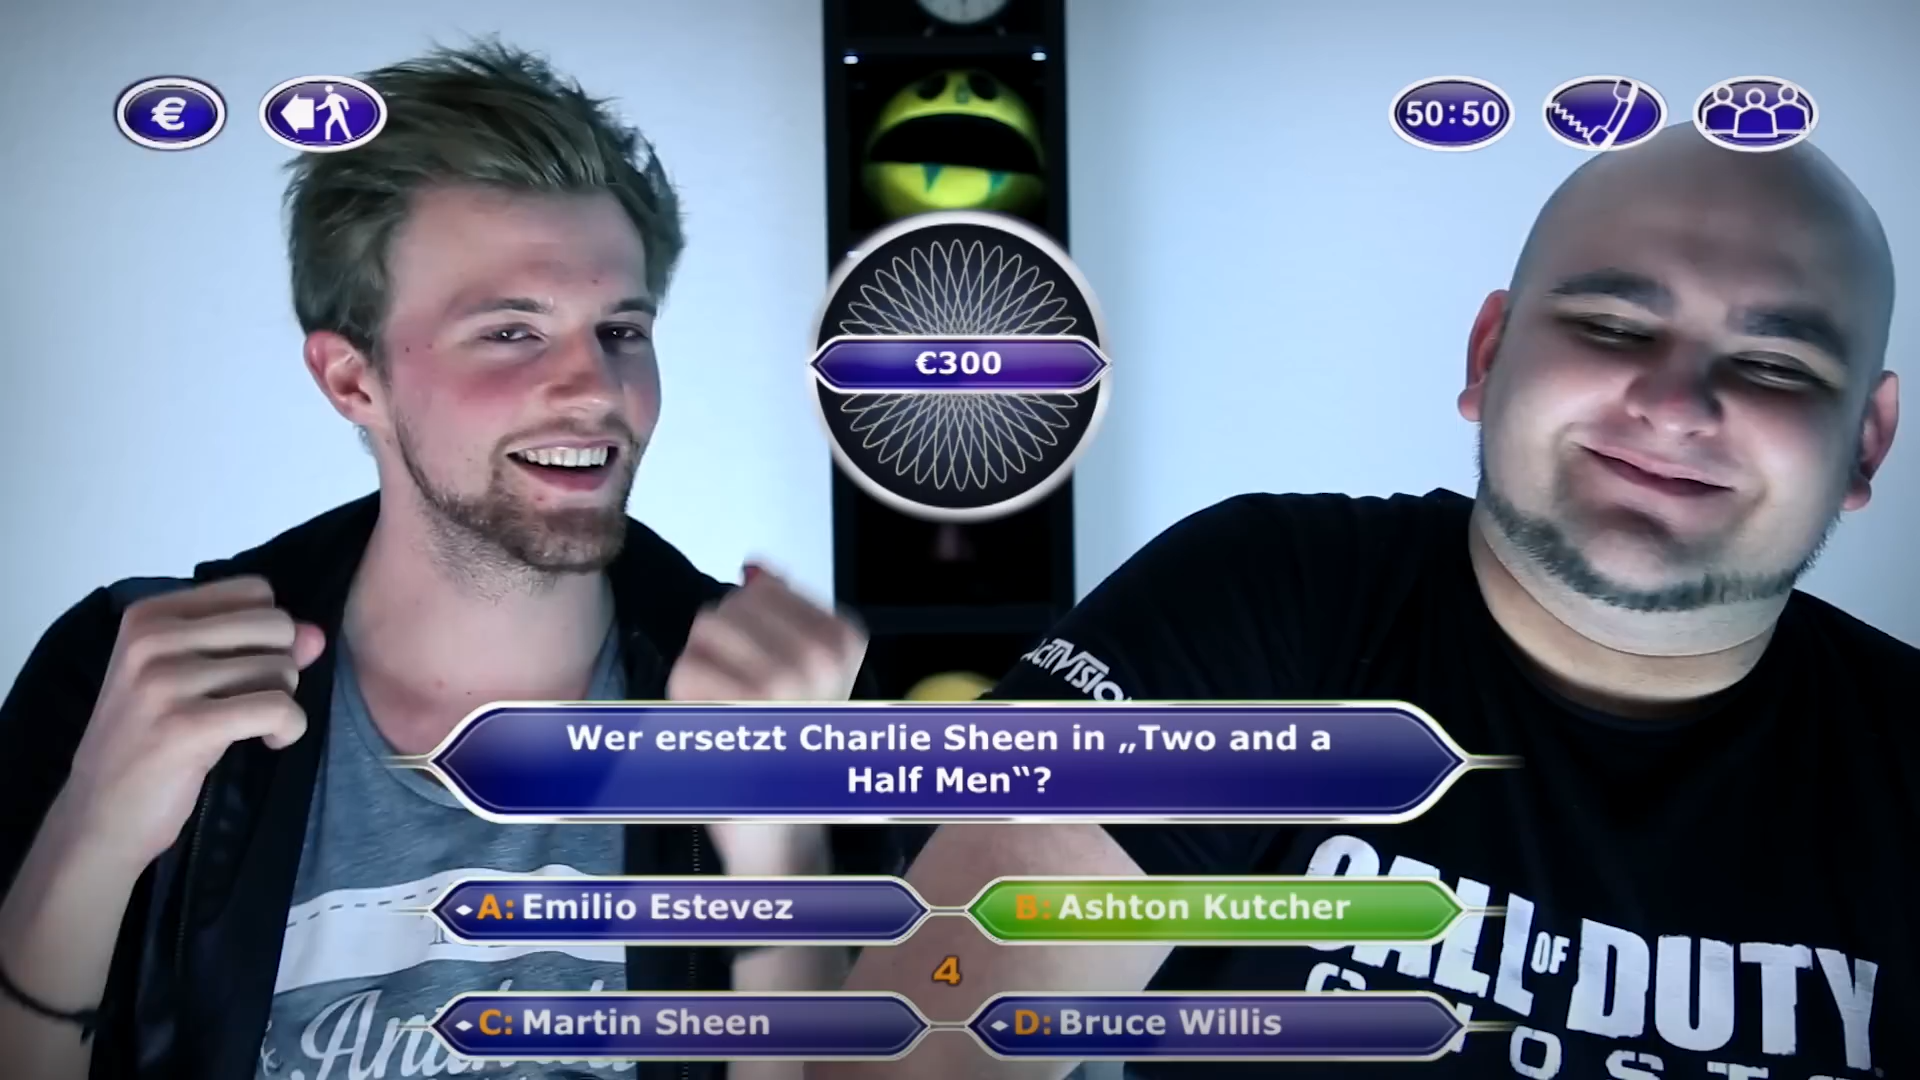 €
50:50
€300
ACTIVISION
Wer ersetzt Charlie Sheen in „Two and a
Half Men“?
A: Emilio Estevez
B: Ashton Kutcher
4
C: Martin Sheen
D: Bruce Willis
CALL OF DUTY